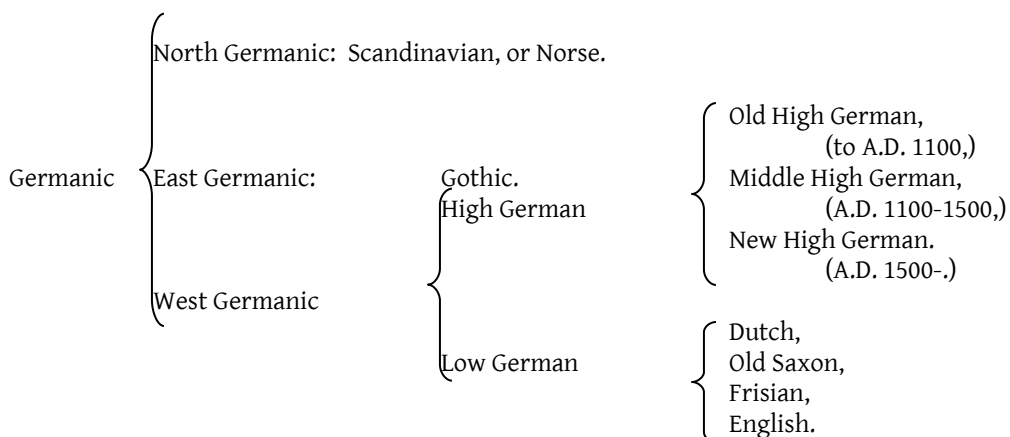 North Germanic: Scandinavian, or Norse.
Old High German,
(to A.D. 1100,)
Germanic East Germanic: Gothic. Middle High German,
High German (A.D. 1100-1500,)
New High German.
(A.D. 1500-.)
West Germanic
Dutch,
Low German Old Saxon,
Frisian,
English.